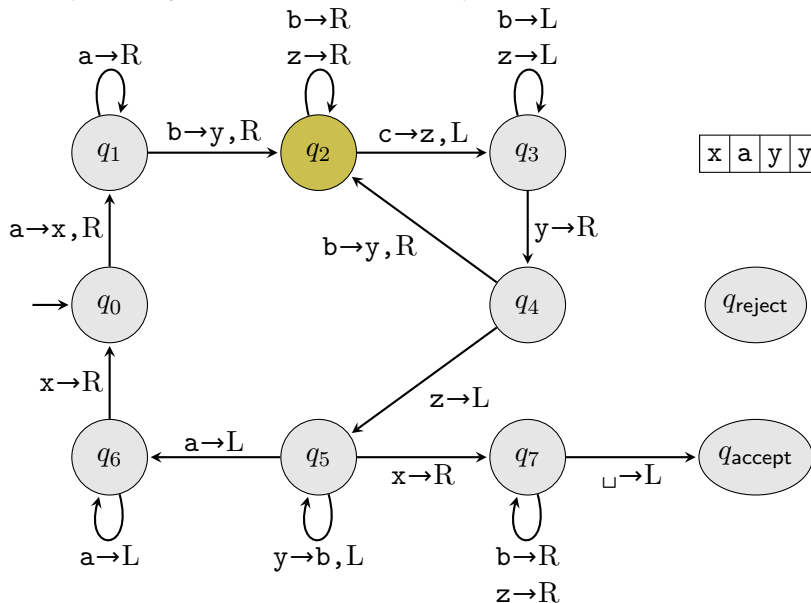 b→R
b→L
a→R
z→R
z→L
q1
b→y,R
q2
c→z,L
q3
x a y y
a→x,R
b→y,R
y→R
q0
q4
qreject
x→R
z→L
q6
a→L
q5
x→R
q7
␣→L
qaccept
a→L
y→b,L
b→R
z→R